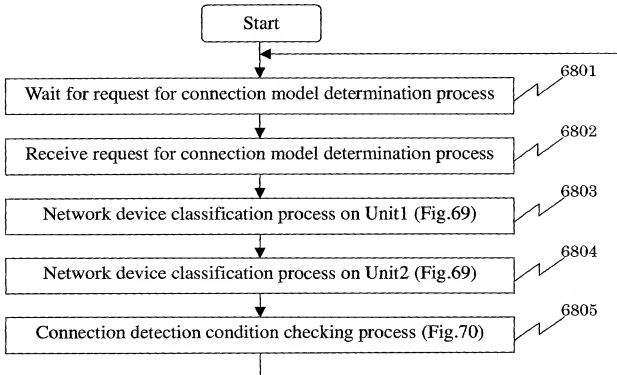 Start
6801
Wait for request for connection model determination process
6802
Receive request for connection model determination process
6803
Network device classification process on Unit1 (Fig.69)
6804
Network device classification process on Unit2 (Fig.69)
6805
Connection detection condition checking process (Fig.70)